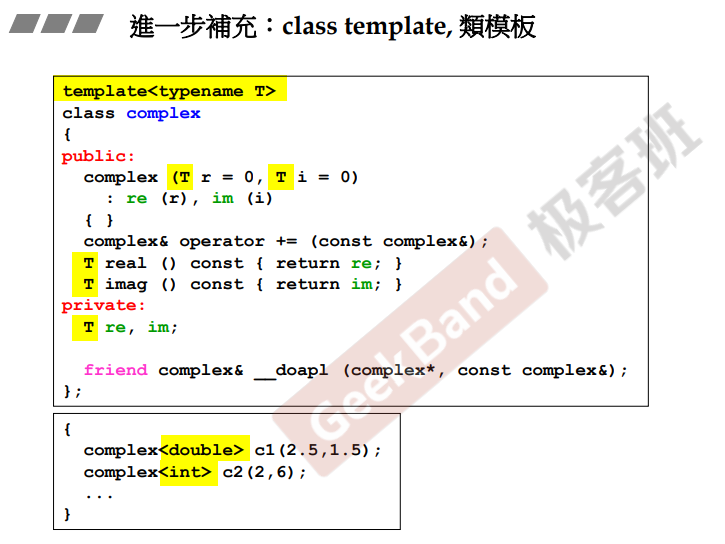 進一步補充：class template, 類模板
template<typename T>
class complex
{
public:
  complex (T r = 0, T i = 0)
    : re (r), im (i)
  { }
  complex& operator += (const complex&);
  T real () const { return re; }
  T imag () const { return im; }
private:
  T re, im;
  friend complex& __doapl (complex*, const complex&);
};
{
  complex<double> c1(2.5,1.5);
  complex<int> c2(2,6);
  ...
}
GeekBand 极客班